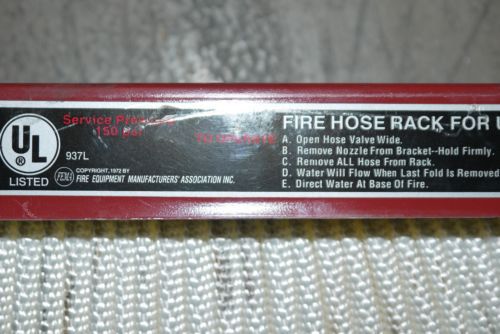 UL
®
LISTED
937L
Service Pressure
150 psi
COPYRIGHT, 1972 BY
FEMA
FIRE EQUIPMENT MANUFACTURERS' ASSOCIATION INC.
FIRE HOSE RACK FOR U
A. Open Hose Valve Wide.
B. Remove Nozzle From Bracket--Hold Firmly.
C. Remove ALL Hose From Rack.
D. Water Will Flow When Last Fold Is Removed
E. Direct Water At Base Of Fire.